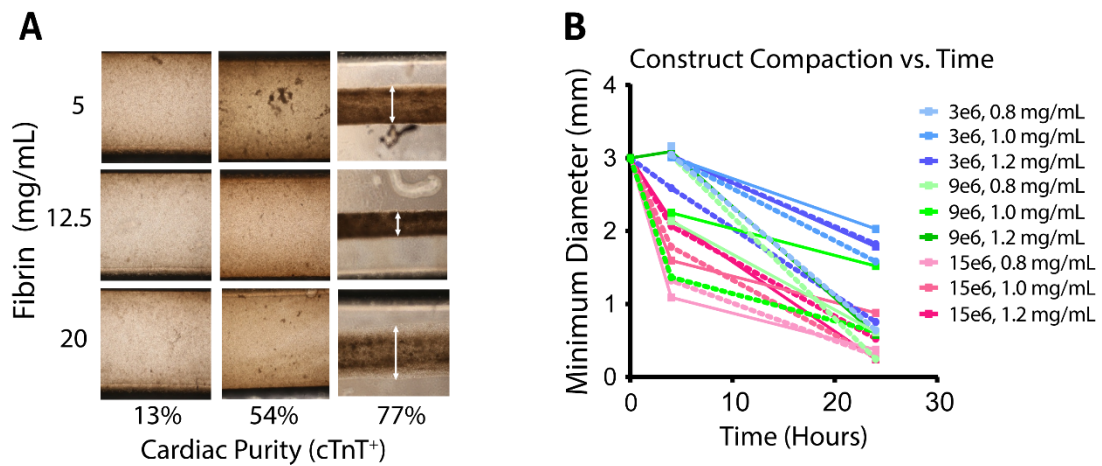 A
5
12.5
20
Fibrin (mg/mL)
13%
54%
77%
Cardiac Purity (cTnT⁺)
B
Construct Compaction vs. Time
Minimum Diameter (mm)
4
3
2
1
0
0
10
20
30
Time (Hours)
3e6, 0.8 mg/mL
3e6, 1.0 mg/mL
3e6, 1.2 mg/mL
9e6, 0.8 mg/mL
9e6, 1.0 mg/mL
9e6, 1.2 mg/mL
15e6, 0.8 mg/mL
15e6, 1.0 mg/mL
15e6, 1.2 mg/mL